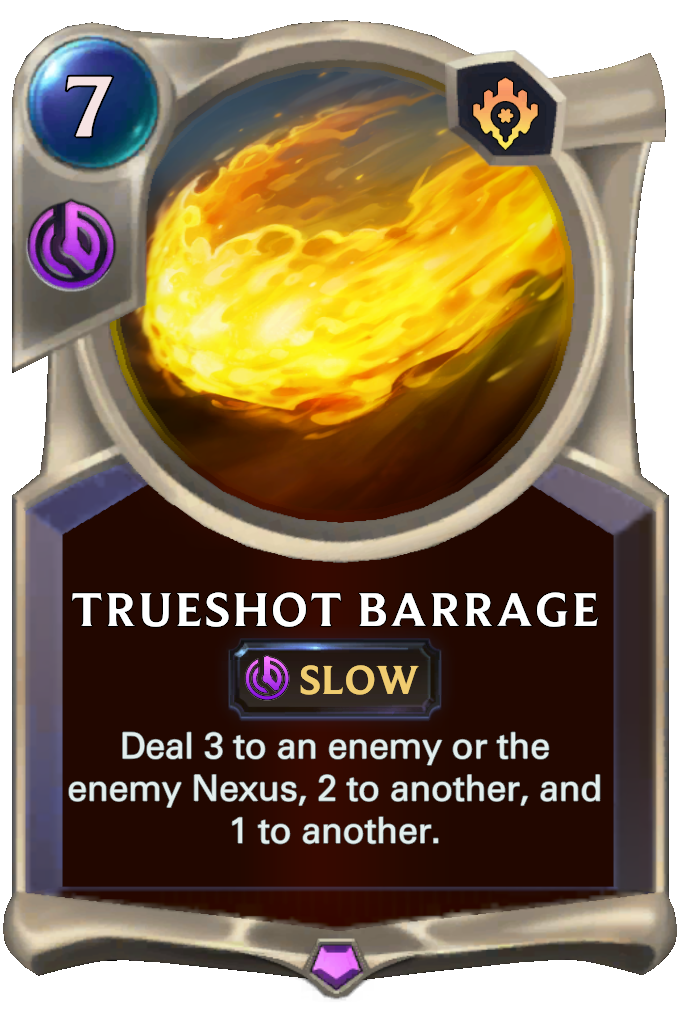 7
TRUESHOT BARRAGE
SLOW
Deal 3 to an enemy or the
enemy Nexus, 2 to another, and
1 to another.